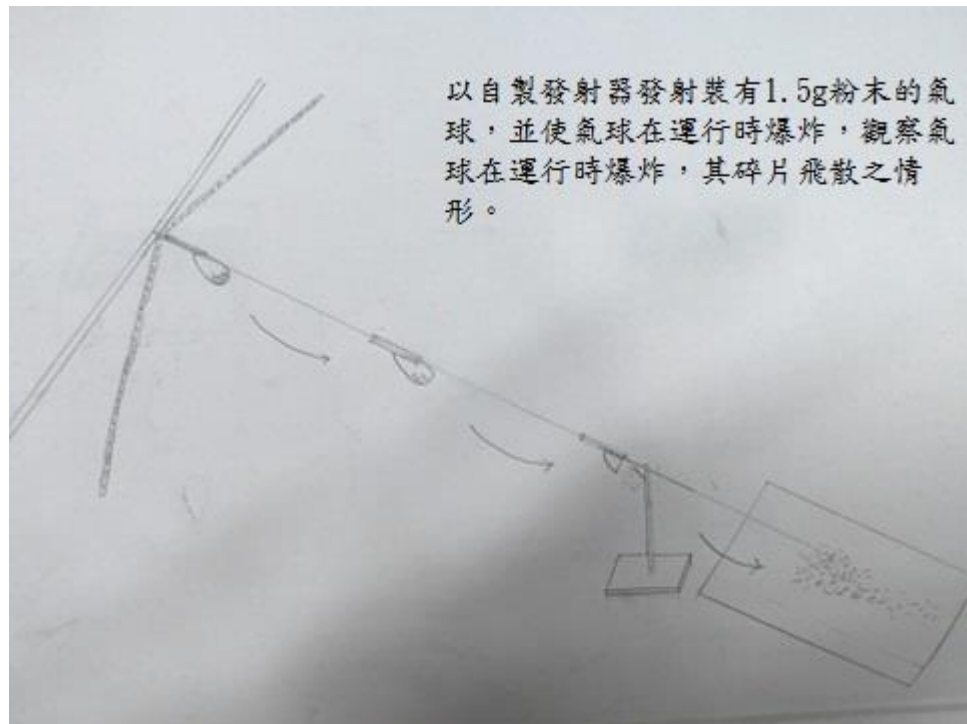 以自製發射器發射裝有1.5g粉末的氣
球，並使氣球在運行時爆炸，觀察氣
球在運行時爆炸，其碎片飛散之情
形。